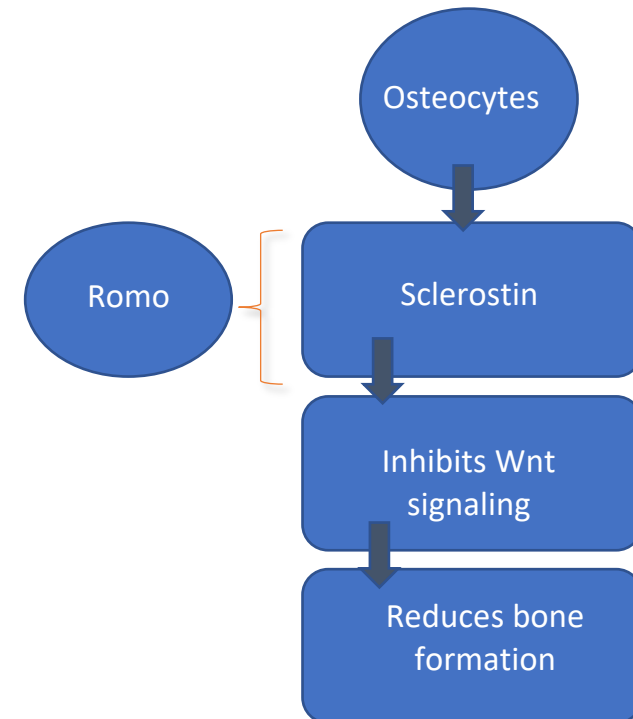 Osteocytes
Romo
Sclerostin
Inhibits Wnt
signaling
Reduces bone
formation